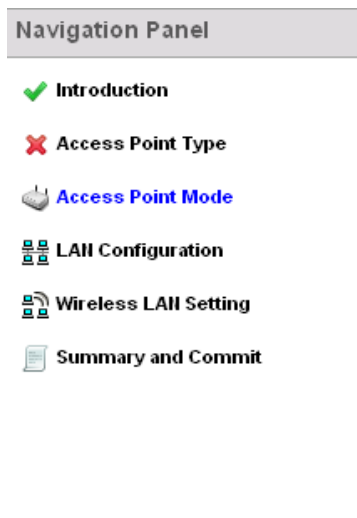 Navigation Panel
Introduction
Access Point Type
Access Point Mode
LAN Configuration
Wireless LAN Setting
Summary and Commit